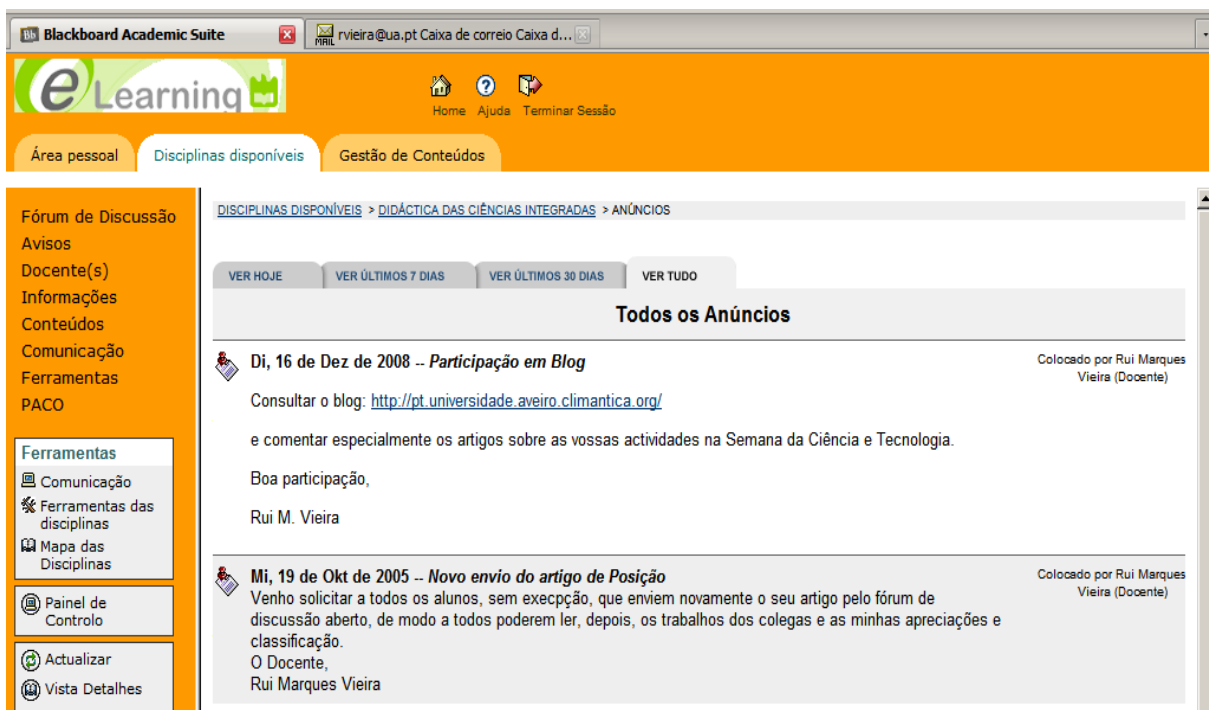 Blackboard Academic Suite
MAIL rvieira@ua.pt Caixa de correio Caixa d...
eLearning
Home Ajuda Terminar Sessão
Área pessoal Disciplinas disponíveis Gestão de Conteúdos
Fórum de Discussão
Avisos
Docente(s)
Informações
Conteúdos
Comunicação
Ferramentas
PACO
Ferramentas
Comunicação
Ferramentas das
disciplinas
Mapa das
Disciplinas
Painel de
Controlo
Actualizar
Vista Detalhes
DISCIPLINAS DISPONÍVEIS > DIDÁCTICA DAS CIÊNCIAS INTEGRADAS > ANÚNCIOS
VER HOJE VER ÚLTIMOS 7 DIAS VER ÚLTIMOS 30 DIAS VER TUDO
Todos os Anúncios
Di, 16 de Dez de 2008 -- Participação em Blog
Colocado por Rui Marques
Vieira (Docente)
Consultar o blog: http://pt.universidade.aveiro.climantica.org/
e comentar especialmente os artigos sobre as vossas actividades na Semana da Ciência e Tecnologia.
Boa participação,
Rui M. Vieira
Mi, 19 de Okt de 2005 -- Novo envio do artigo de Posição
Colocado por Rui Marques
Vieira (Docente)
Venho solicitar a todos os alunos, sem execpção, que enviem novamente o seu artigo pelo fórum de
discussão aberto, de modo a todos poderem ler, depois, os trabalhos dos colegas e as minhas apreciações e
classificação.
O Docente,
Rui Marques Vieira